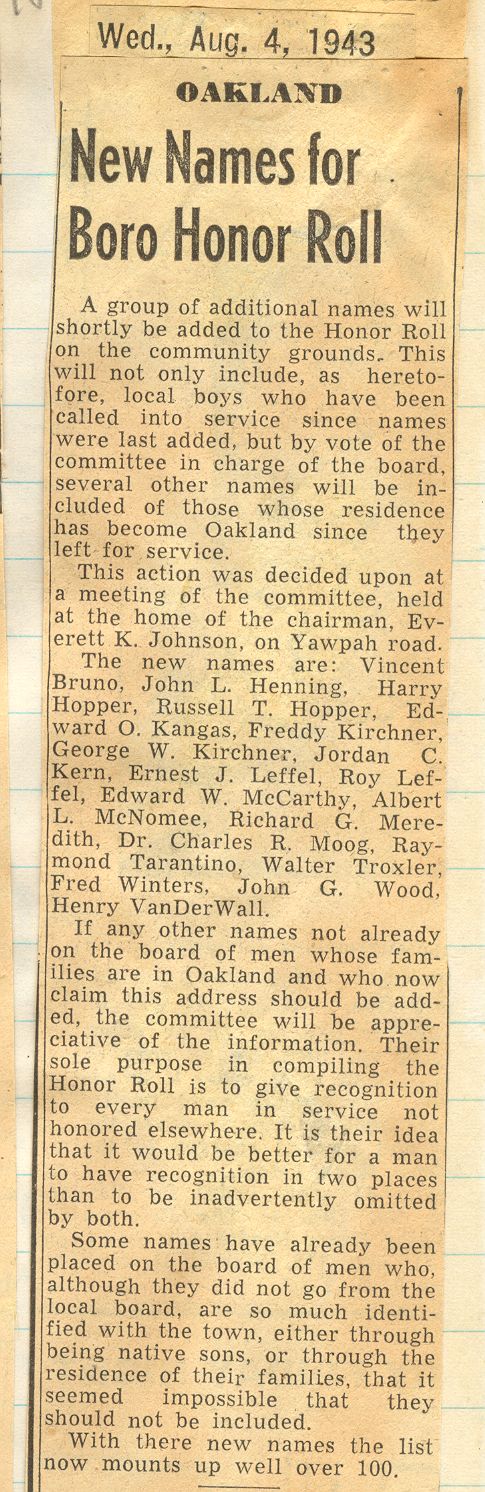 Wed., Aug. 4, 1943
OAKLAND
New Names for
Boro Honor Roll
A group of additional names will
shortly be added to the Honor Roll
on the community grounds. This
will not only include, as hereto-
fore, local boys who have been
called into service since names
were last added, but by vote of the
committee in charge of the board,
several other names will be in-
cluded of those whose residence
has become Oakland since they
left for service.
This action was decided upon at
a meeting of the committee, held
at the home of the chairman, Ev-
erett K. Johnson, on Yawpah road.
The new names are: Vincent
Bruno, John L. Henning, Harry
Hopper, Russell T. Hopper, Ed-
ward O. Kangas, Freddy Kirchner,
George W. Kirchner, Jordan C.
Kern, Ernest J. Leffel, Roy Lef-
fel, Edward W. McCarthy, Albert
L. McNomee, Richard G. Mere-
dith, Dr. Charles R. Moog, Ray-
mond Tarantino, Walter Troxler,
Fred Winters, John G. Wood,
Henry VanDerWall.
If any other names not already
on the board of men whose fam-
ilies are in Oakland and who now
claim this address should be add-
ed, the committee will be appre-
ciative of the information. Their
sole purpose in compiling the
Honor Roll is to give recognition
to every man in service not
honored elsewhere. It is their idea
that it would be better for a man
to have recognition in two places
than to be inadvertently omitted
by both.
Some names have already been
placed on the board of men who,
although they did not go from the
local board, are so much identi-
fied with the town, either through
being native sons, or through the
residence of their families, that it
seemed impossible that they
should not be included.
With there new names the list
now mounts up well over 100.